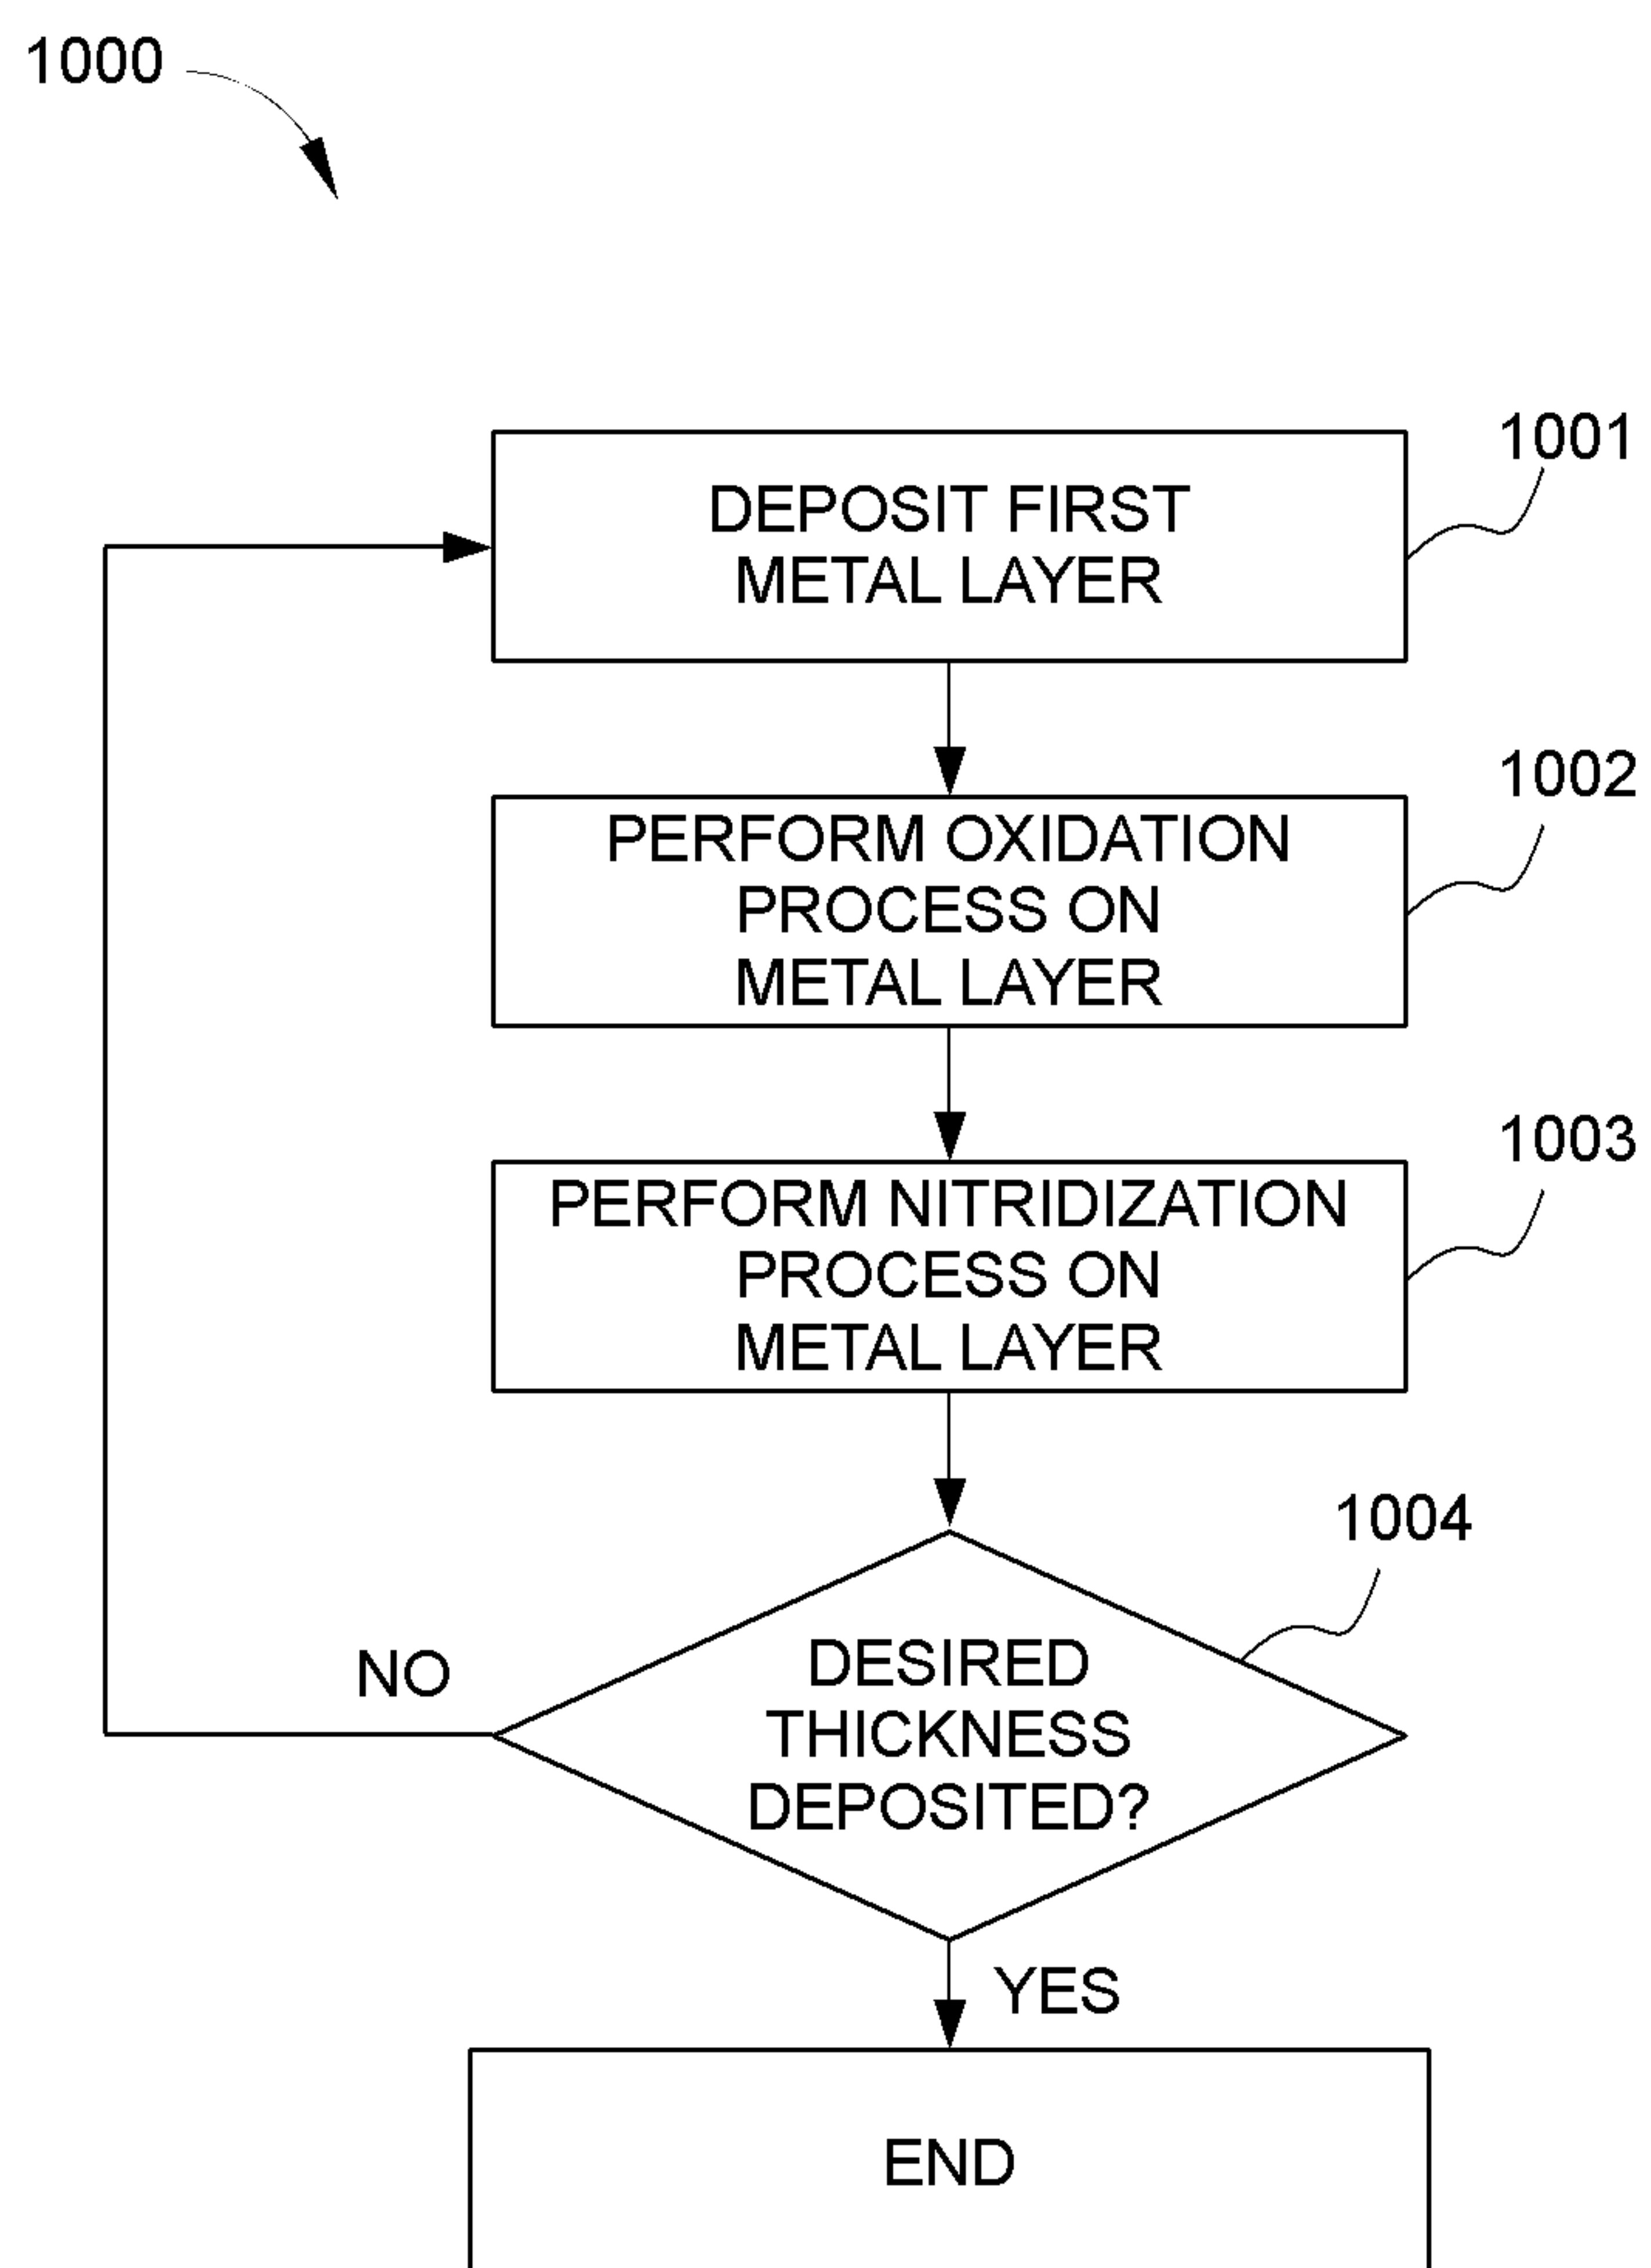 1000
1001
DEPOSIT FIRST
METAL LAYER
1002
PERFORM OXIDATION
PROCESS ON
METAL LAYER
1003
PERFORM NITRIDIZATION
PROCESS ON
METAL LAYER
1004
DESIRED
THICKNESS
DEPOSITED?
NO
YES
END